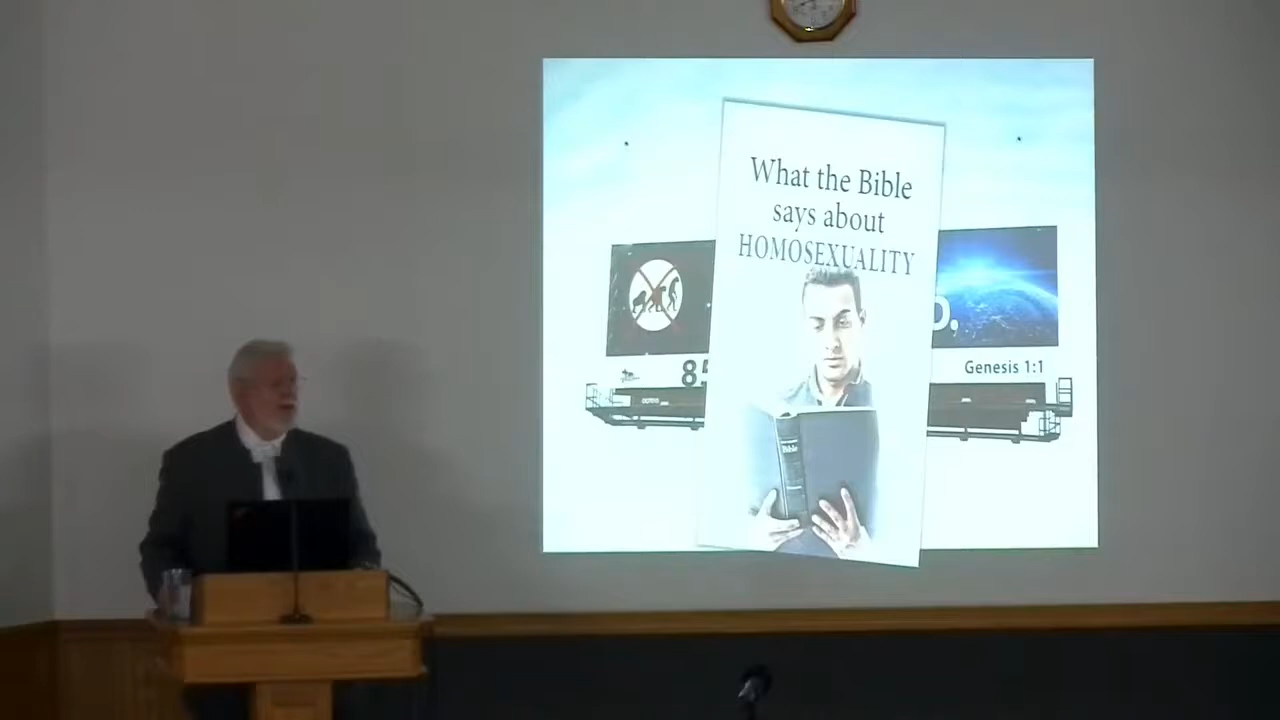 What the Bible
says about
HOMOSEXUALITY
Bible
Genesis 1:1